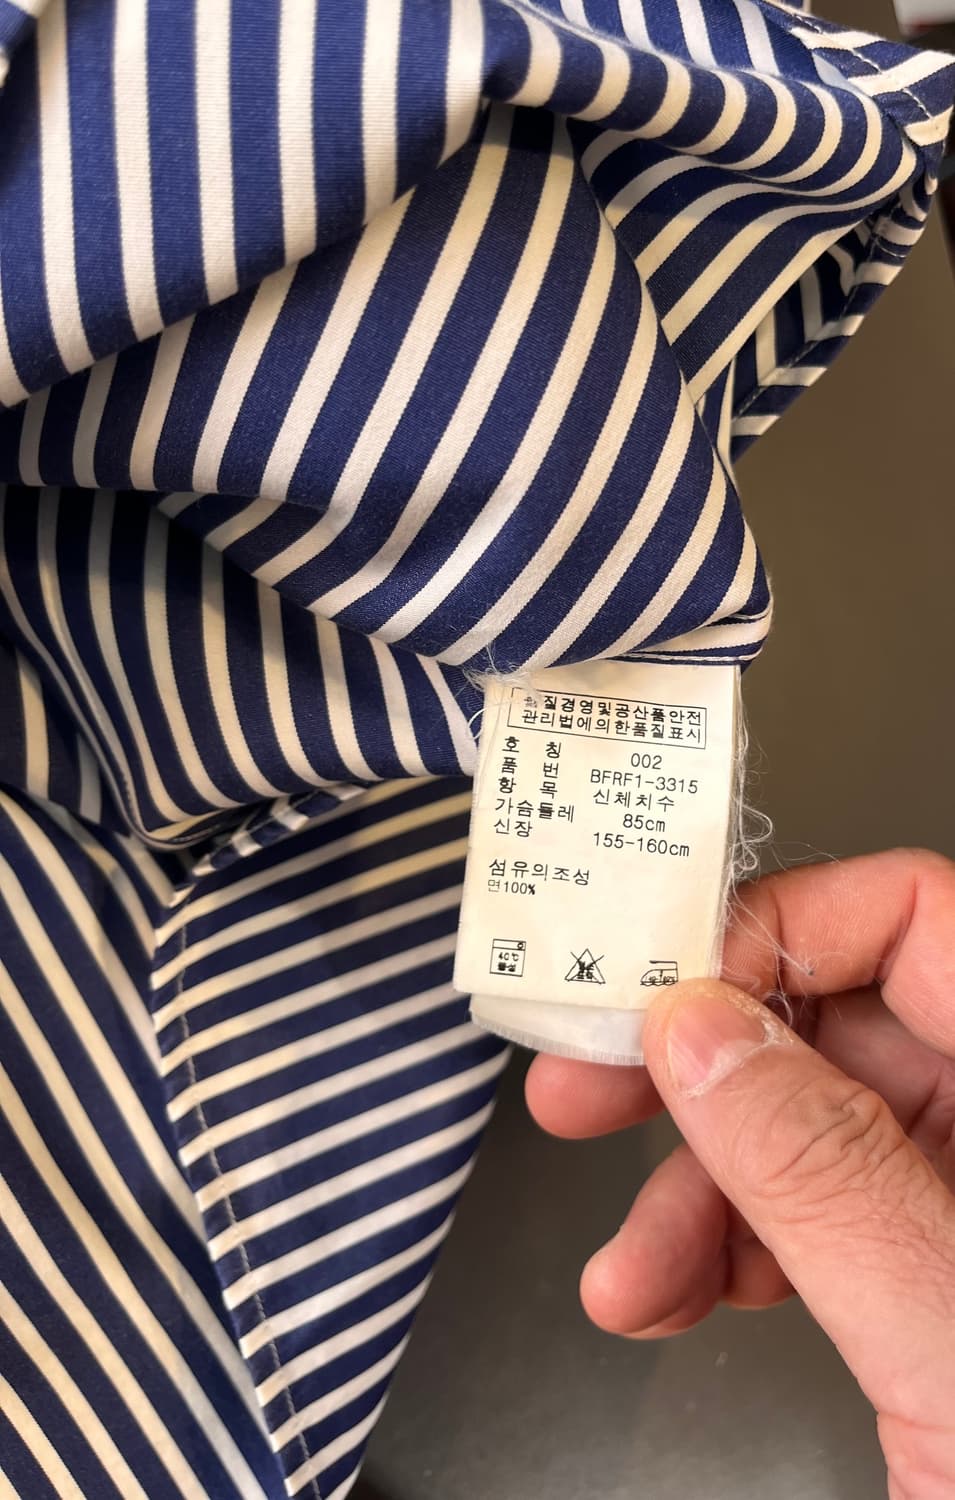 품질경영및공산품안전
관리법에의한품질표시
호 칭 002
품 번 BFRF1-3315
항 목 신체치수
가슴둘레 85cm
신장 155-160cm
섬유의조성
면100%
40℃